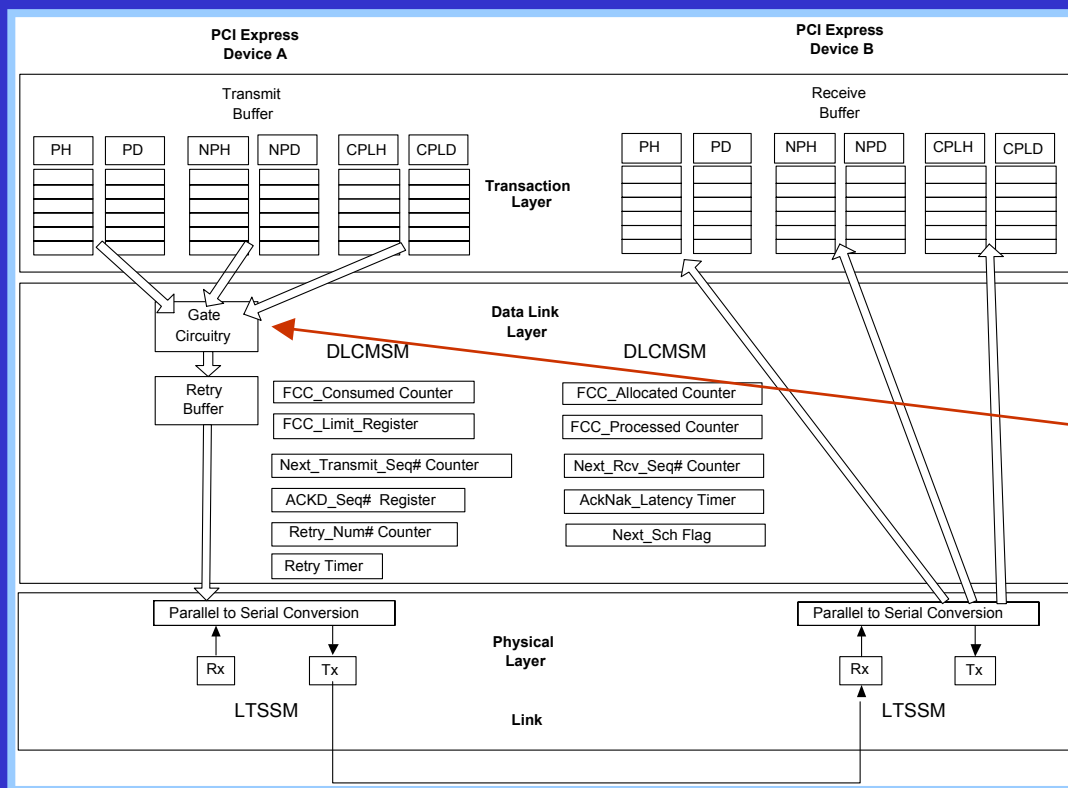 PCI Express
Device A
PCI Express
Device B
Transmit
Buffer
Receive
Buffer
PH PD NPH NPD CPLH CPLD
PH PD NPH NPD CPLH CPLD
Transaction
Layer
Gate
Circuitry
Data Link
Layer
DLCMSM
DLCMSM
Retry
Buffer
FCC_Consumed Counter
FCC_Limit_Register
Next_Transmit_Seq# Counter
ACKD_Seq# Register
Retry_Num# Counter
Retry Timer
FCC_Allocated Counter
FCC_Processed Counter
Next_Rcv_Seq# Counter
AckNak_Latency Timer
Next_Sch Flag
Parallel to Serial Conversion
Parallel to Serial Conversion
Physical
Layer
Rx Tx
Rx Tx
LTSSM
LTSSM
Link